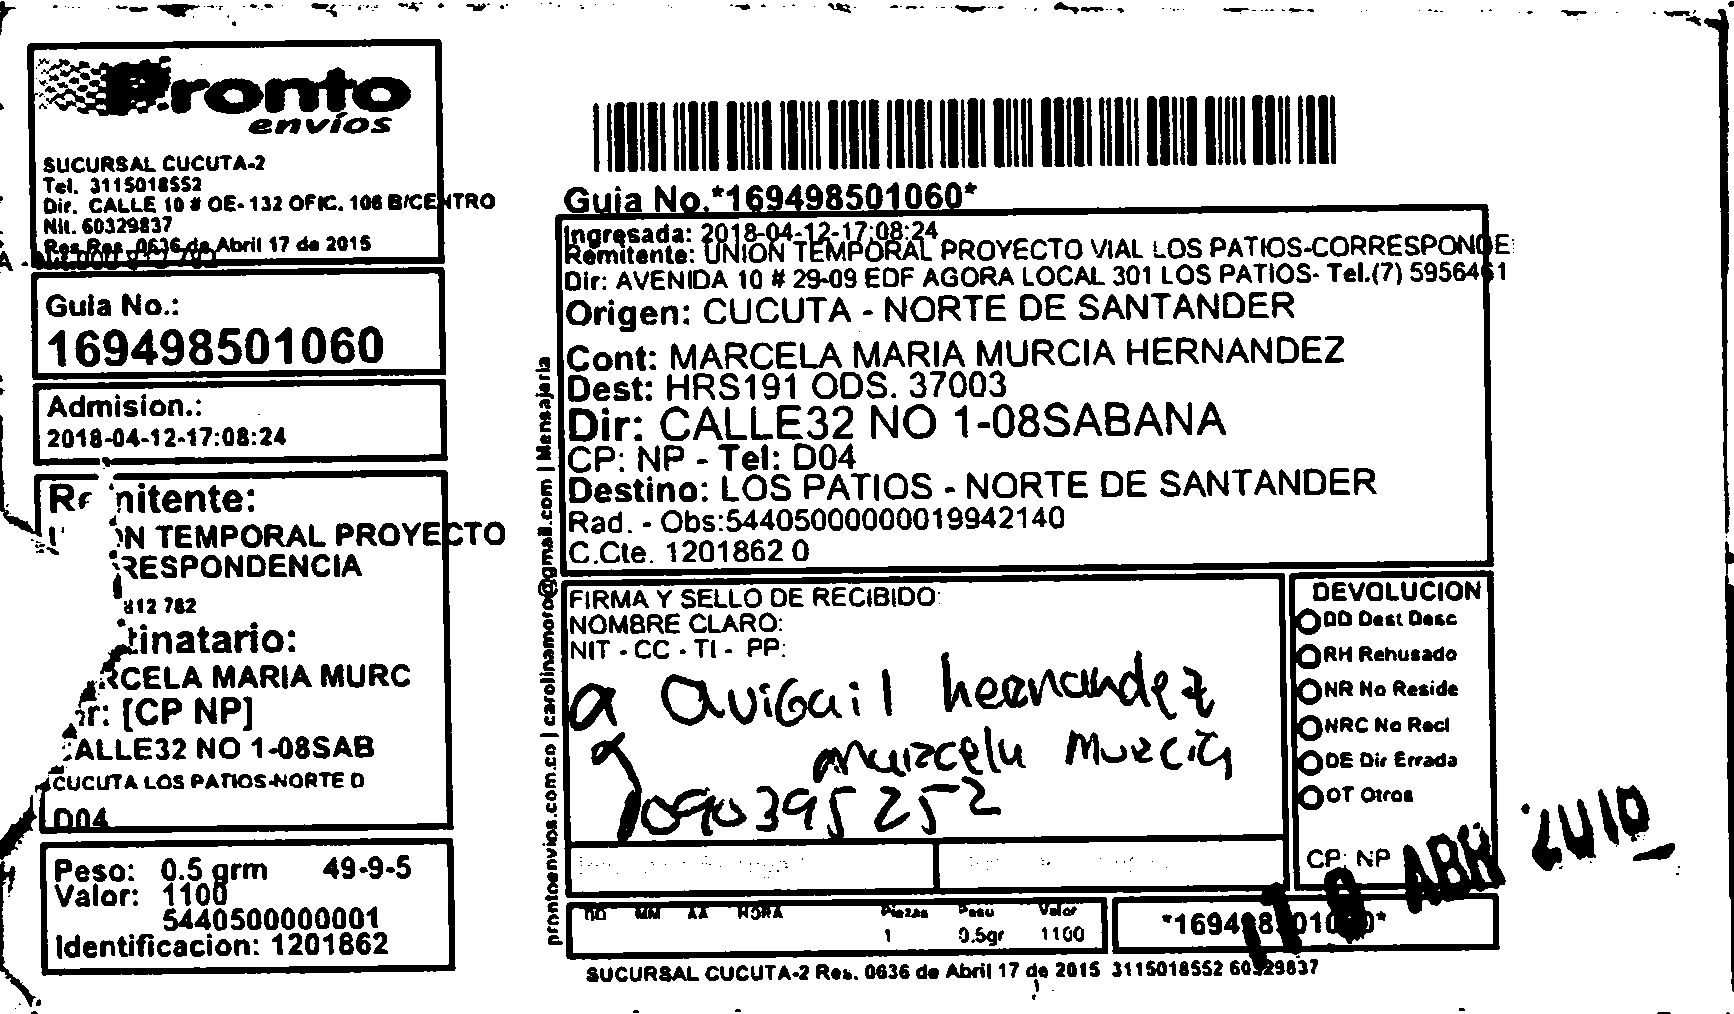 Pronto
envíos
SUCURSAL CUCUTA-2
Tel. 3115018552
Dir. CALLE 10 # OE- 132 OFIC. 106 B/CENTRO
Nit. 60329837
Res Res. 0636 de Abril 17 de 2015
Guia No.:
169498501060
Admision.:
2018-04-12-17:08:24
nitente:
N TEMPORAL PROYECTO
RESPONDENCIA
812 782
tinatario:
RCELA MARIA MURC
r: [CP NP]
ALLE32 NO 1-08SAB
CUCUTA LOS PATIOS-NORTE D
D04
Peso: 0.5 grm 49-9-5
Valor: 1100
5440500000001
Identificacion: 1201862
prontoenvios.com.co | carolinamoro@gmail.com | Mensajeria
Guia No.*169498501060*
Ingresada: 2018-04-12-17:08:24
Remitente: UNION TEMPORAL PROYECTO VIAL LOS PATIOS-CORRESPONDE
Dir: AVENIDA 10 # 29-09 EDF AGORA LOCAL 301 LOS PATIOS- Tel.(7) 5956461
Origen: CUCUTA - NORTE DE SANTANDER
Cont: MARCELA MARIA MURCIA HERNANDEZ
Dest: HRS191 ODS. 37003
Dir: CALLE32 NO 1-08SABANA
CP: NP - Tel: D04
Destino: LOS PATIOS - NORTE DE SANTANDER
Rad. - Obs:54405000000019942140
C.Cte. 1201862 0
FIRMA Y SELLO DE RECIBIDO:
NOMBRE CLARO:
NIT - CC - TI - PP:
a Avigail hernandez
Marcela Murcia
1090395252
DEVOLUCION
DD Dest Desc
RH Rehusado
NR No Reside
NRC No Recl
DE Dir Errada
OT Otros
CP: NP
ABR
DD MM AA HORA Piezas Peso Valor
1 0.5gr 1100
*169498501060*
SUCURSAL CUCUTA-2 Res. 0636 de Abril 17 de 2015 3115018552 60329837